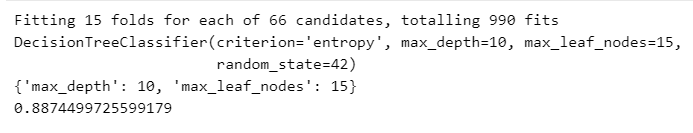 Fitting 15 folds for each of 66 candidates, totalling 990 fits
DecisionTreeClassifier(criterion='entropy', max_depth=10, max_leaf_nodes=15,
                       random_state=42)
{'max_depth': 10, 'max_leaf_nodes': 15}
0.8874499725599179